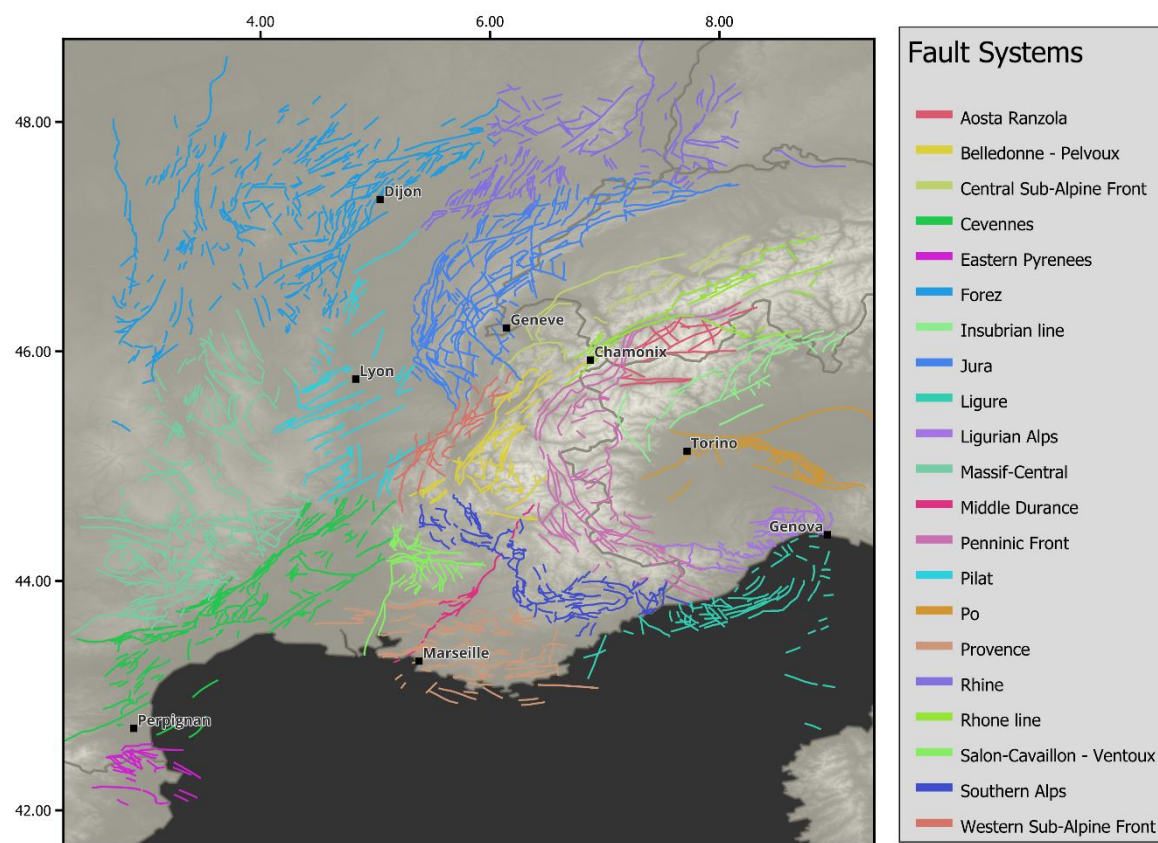 4.00 6.00 8.00
48.00
46.00
44.00
42.00
Dijon
Geneve
Chamonix
Lyon
Torino
Genova
Marseille
Perpignan
Fault Systems
Aosta Ranzola
Belledonne - Pelvoux
Central Sub-Alpine Front
Cevennes
Eastern Pyrenees
Forez
Insubrian line
Jura
Ligure
Ligurian Alps
Massif-Central
Middle Durance
Penninic Front
Pilat
Po
Provence
Rhine
Rhone line
Salon-Cavaillon - Ventoux
Southern Alps
Western Sub-Alpine Front